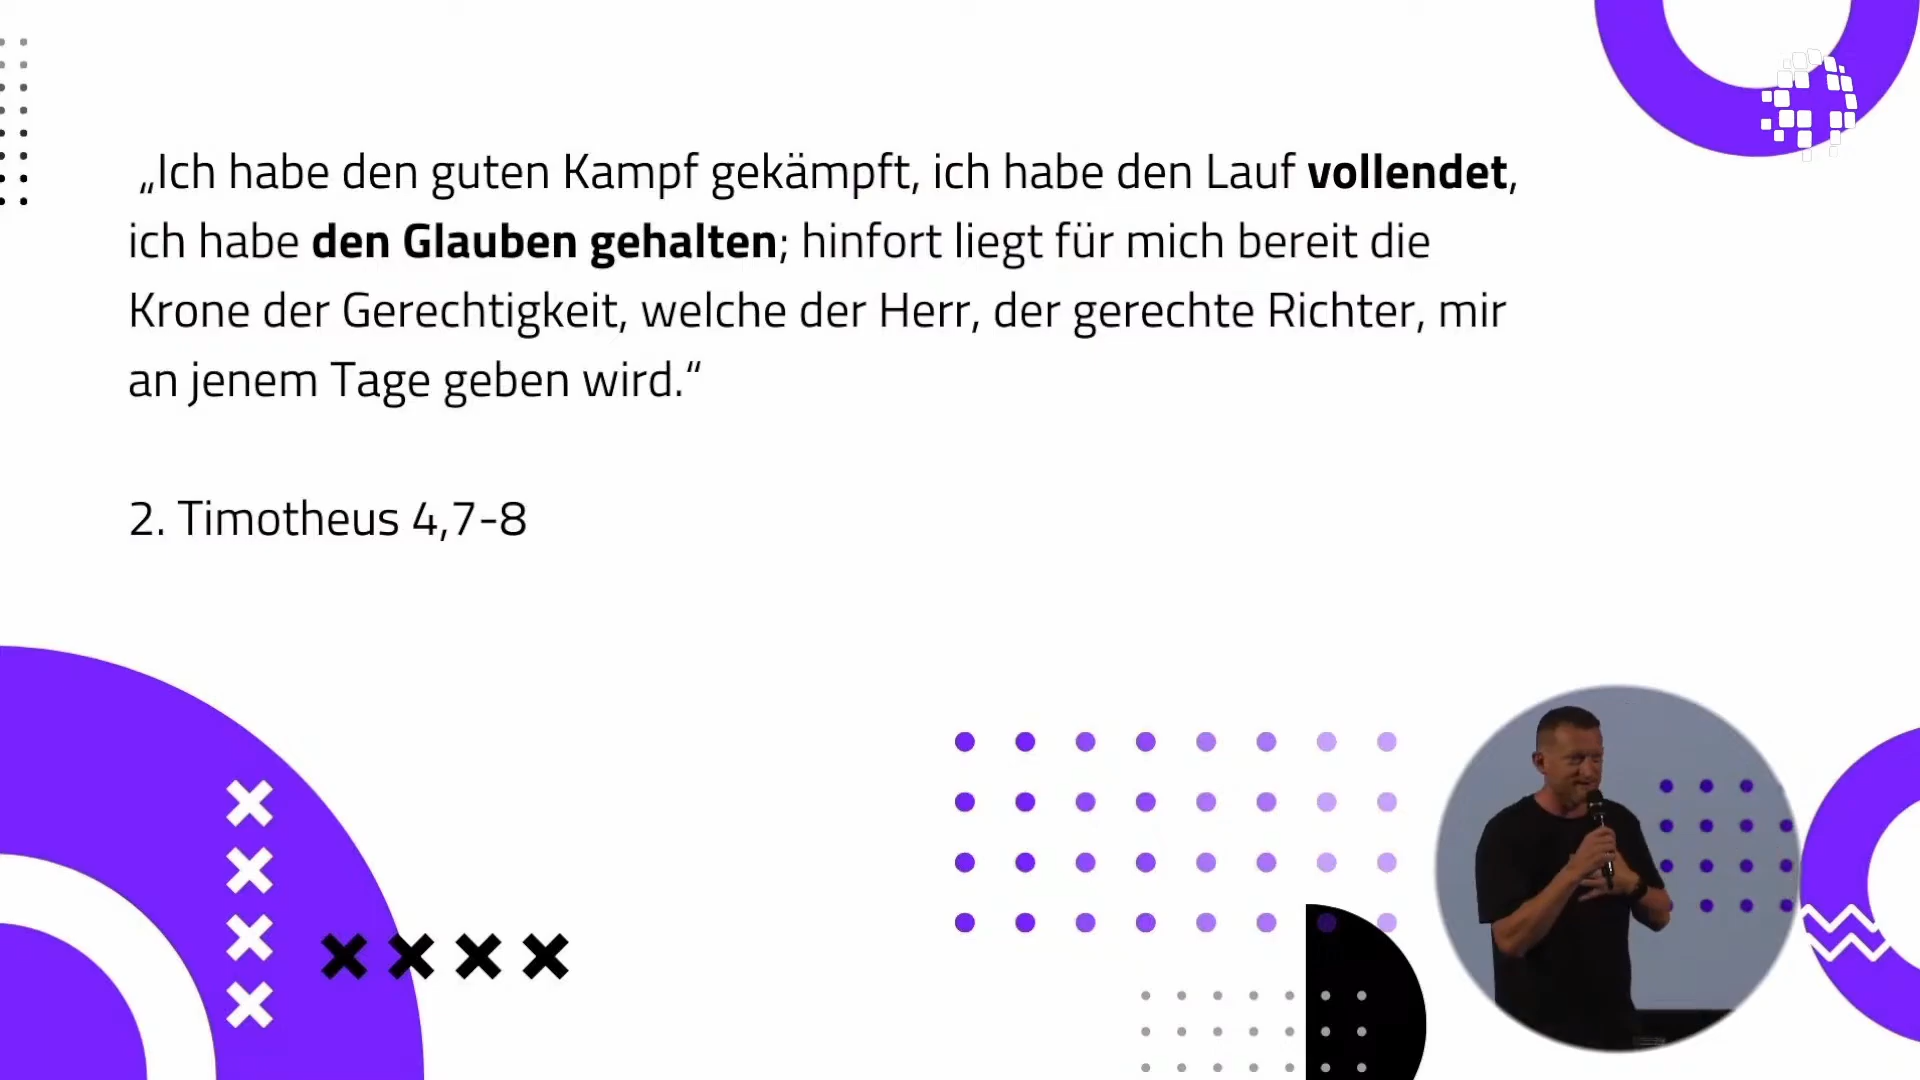 „Ich habe den guten Kampf gekämpft, ich habe den Lauf vollendet,
ich habe den Glauben gehalten; hinfort liegt für mich bereit die
Krone der Gerechtigkeit, welche der Herr, der gerechte Richter, mir
an jenem Tage geben wird.“
2. Timotheus 4,7-8